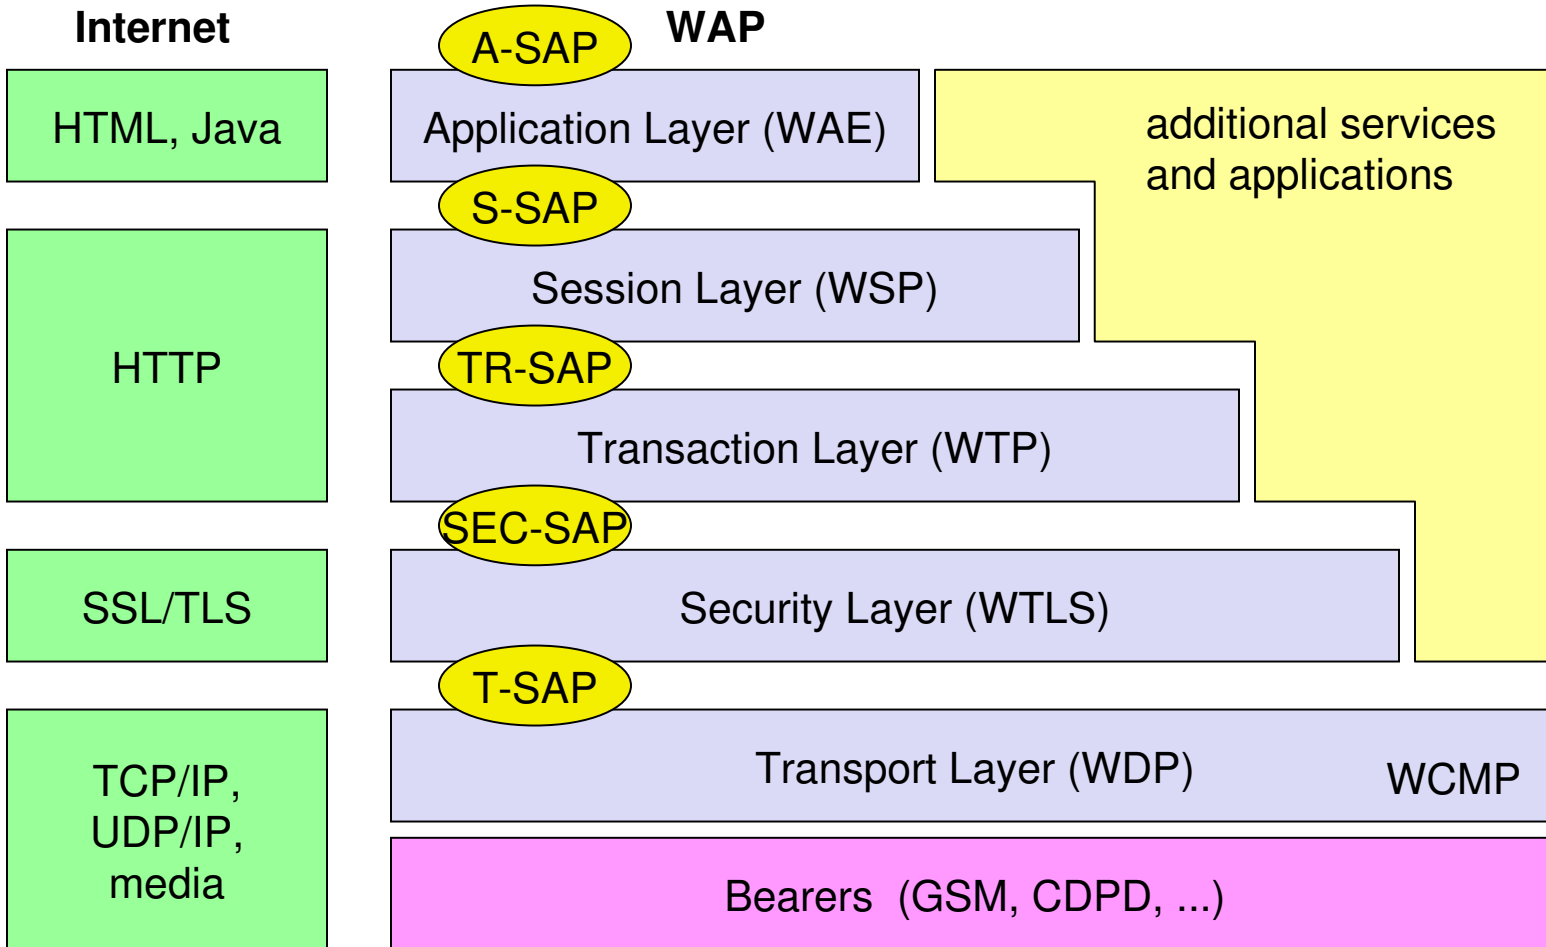 Internet
WAP
A-SAP
HTML, Java
Application Layer (WAE)
additional services
and applications
S-SAP
Session Layer (WSP)
HTTP
TR-SAP
Transaction Layer (WTP)
SEC-SAP
SSL/TLS
Security Layer (WTLS)
T-SAP
TCP/IP,
UDP/IP,
media
Transport Layer (WDP)
WCMP
Bearers (GSM, CDPD, ...)